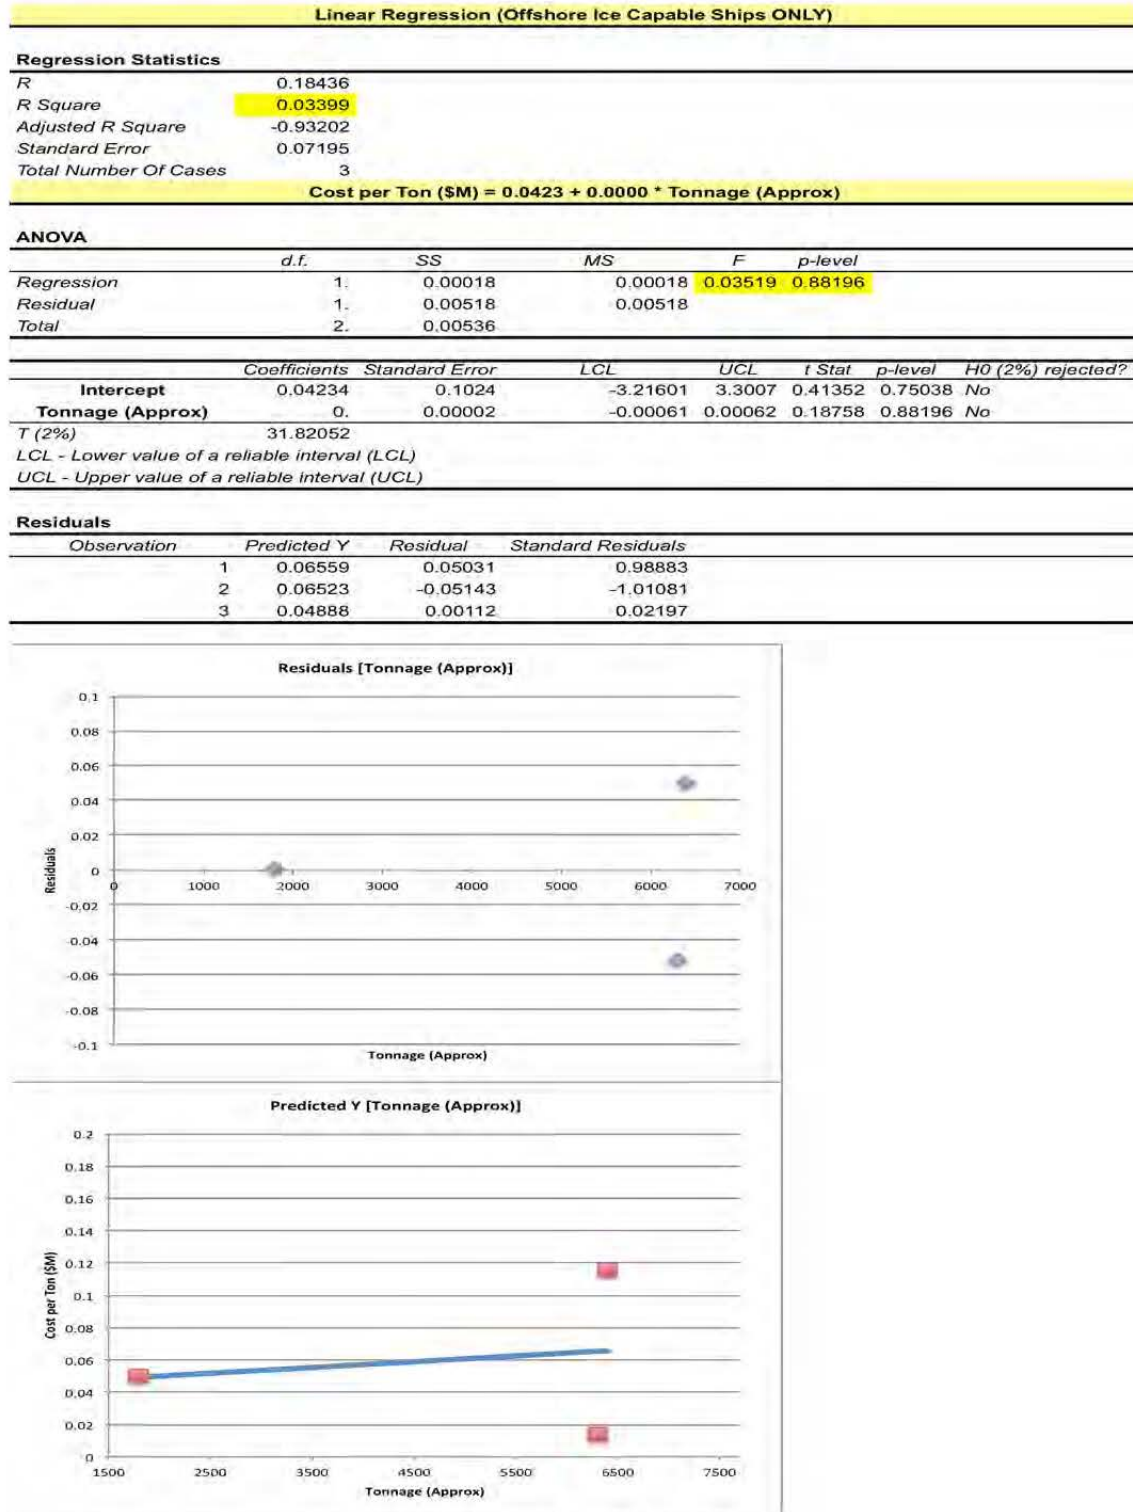 Linear Regression (Offshore Ice Capable Ships ONLY)
Regression Statistics
R 0.18436
R Square 0.03399
Adjusted R Square -0.93202
Standard Error 0.07195
Total Number Of Cases 3
Cost per Ton ($M) = 0.0423 + 0.0000 * Tonnage (Approx)
ANOVA
d.f. SS MS F p-level
Regression 1. 0.00018 0.00018 0.03519 0.88196
Residual 1. 0.00518 0.00518
Total 2. 0.00536
Coefficients Standard Error LCL UCL t Stat p-level H0 (2%) rejected?
Intercept 0.04234 0.1024 -3.21601 3.3007 0.41352 0.75038 No
Tonnage (Approx) 0. 0.00002 -0.00061 0.00062 0.18758 0.88196 No
T (2%) 31.82052
LCL - Lower value of a reliable interval (LCL)
UCL - Upper value of a reliable interval (UCL)
Residuals
Observation Predicted Y Residual Standard Residuals
1 0.06559 0.05031 0.98883
2 0.06523 -0.05143 -1.01081
3 0.04888 0.00112 0.02197
Residuals [Tonnage (Approx)]
0.1
0.08
0.06
0.04
0.02
0
-0.02
-0.04
-0.06
-0.08
-0.1
Residuals
0 1000 2000 3000 4000 5000 6000 7000
Tonnage (Approx)
Predicted Y [Tonnage (Approx)]
0.2
0.18
0.16
0.14
0.12
0.1
0.08
0.06
0.04
0.02
0
Cost per Ton ($M)
1500 2500 3500 4500 5500 6500 7500
Tonnage (Approx)